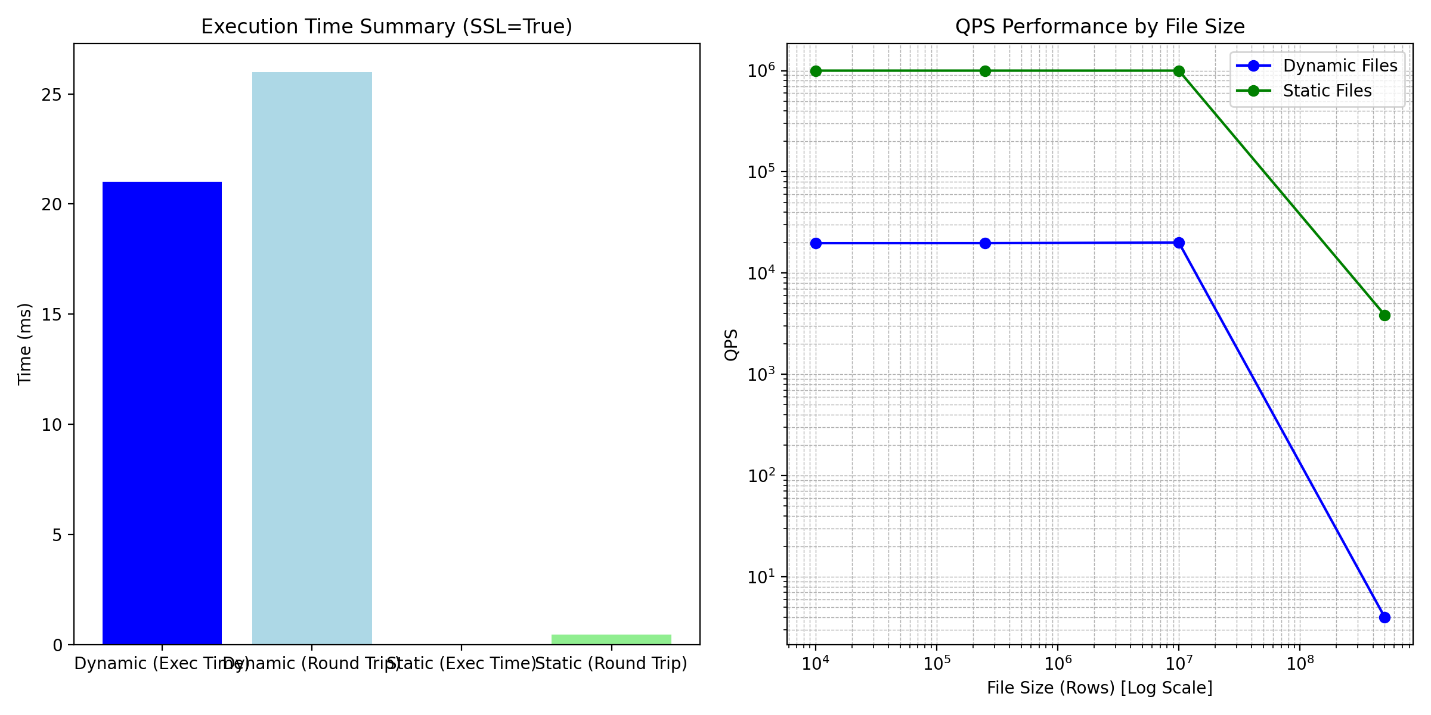 Execution Time Summary (SSL=True)
Time (ms)
25
20
15
10
5
0
Dynamic (Exec Time)
Dynamic (Round Trip)
Static (Exec Time)
Static (Round Trip)
QPS Performance by File Size
Dynamic Files
Static Files
QPS
10⁶
10⁵
10⁴
10³
10²
10¹
10⁴ 10⁵ 10⁶ 10⁷ 10⁸
File Size (Rows) [Log Scale]